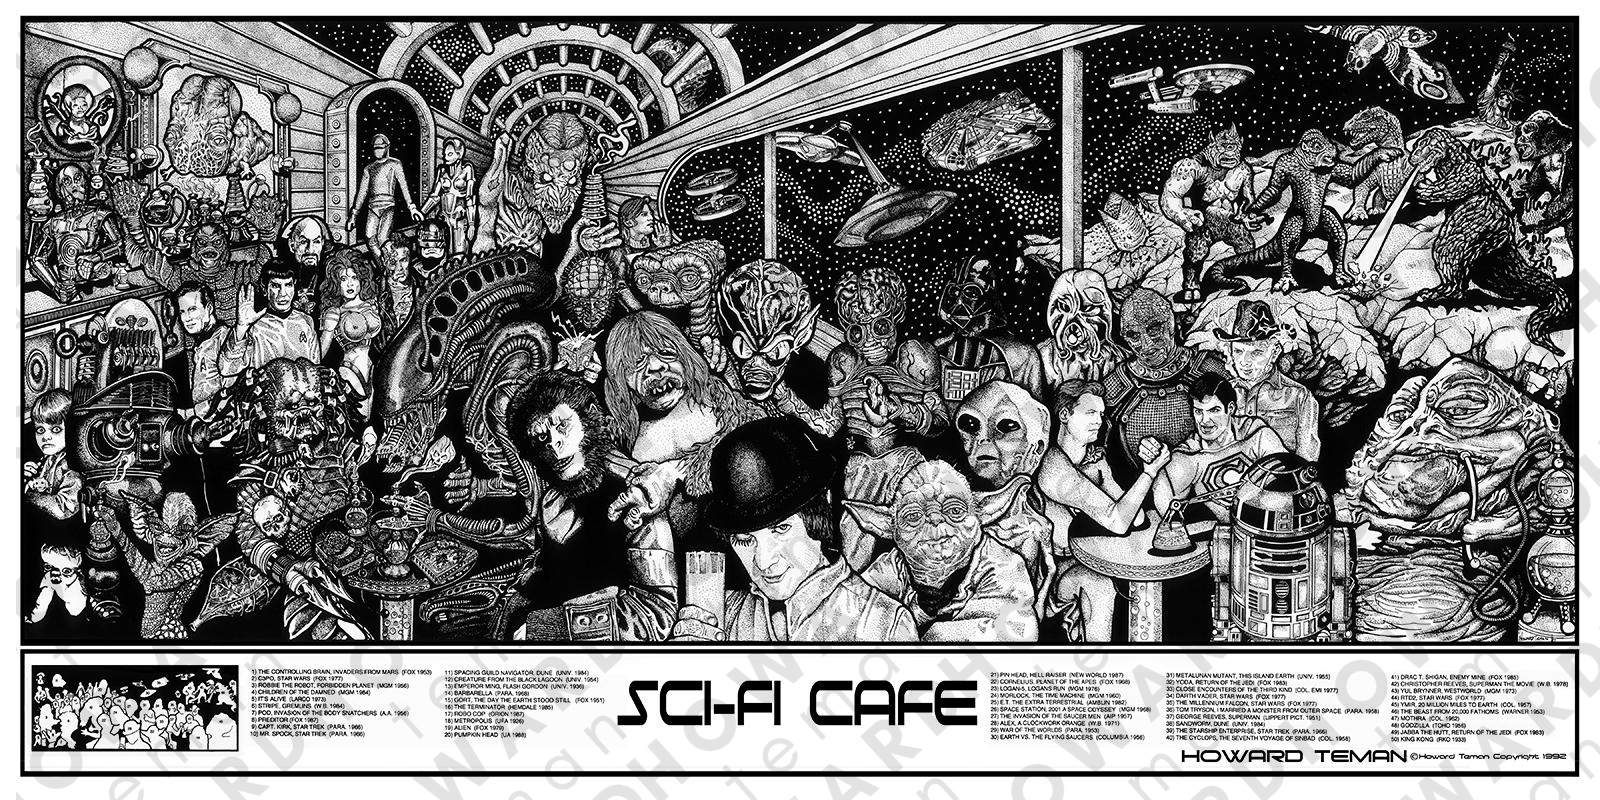 1) THE CONTROLLING BRAIN, INVADERS FROM MARS (FOX 1953)
2) C3PO, STAR WARS (FOX 1977)
3) ROBBIE THE ROBOT, FORBIDDEN PLANET (MGM 1956)
4) CHILDREN OF THE DAMNED (MGM 1964)
5) IT'S ALIVE (LARCO 1973)
6) STRIPE, GREMLINS (W.B. 1984)
7) POD, INVASION OF THE BODY SNATCHERS (A.A. 1956)
8) PREDITOR (FOX 1987)
9) CAPT. KIRK, STAR TREK (PARA. 1966)
10) MR. SPOCK, STAR TREK (PARA. 1966)
11) SPACING GUILD NAVIGATOR, DUNE (UNIV. 1984)
12) CREATURE FROM THE BLACK LAGOON (UNIV. 1954)
13) EMPEROR MING, FLASH GORDON (UNIV. 1936)
14) BARBARELLA (PARA. 1968)
15) GORT, THE DAY THE EARTH STOOD STILL (FOX 1951)
16) THE TERMINATOR (HEMDALE 1985)
17) ROBO COP (ORION 1987)
18) METROPOLIS (UFA 1926)
19) ALIEN (FOX 1979)
20) PUMPKIN HEAD (UA 1988)
SCI-FI CAFE
21) PIN HEAD, HELL RAISER (NEW WORLD 1987)
22) CORNELIUS, PLANET OF THE APES (FOX 1968)
23) LOGAN-5, LOGANS RUN (MGM 1976)
24) MORLOCK, THE TIME MACHINE (MGM 1960)
25) E.T. THE EXTRA TERRESTRIAL (AMBLIN 1982)
26) SPACE STATION, 2001 A SPACE ODYSSEY (MGM 1968)
27) THE INVASION OF THE SAUCER MEN (AIP 1957)
28) ALEX, A CLOCKWORK ORANGE (W.B. 1971)
29) WAR OF THE WORLDS (PARA. 1953)
30) EARTH VS. THE FLYING SAUCERS (COLUMBIA 1956)
31) METALLUNAN MUTANT, THIS ISLAND EARTH (UNIV. 1955)
32) YODA, RETURN OF THE JEDI (FOX 1983)
33) CLOSE ENCOUNTERS OF THE THIRD KIND (COL. EMI 1977)
34) DARTH VADER, STAR WARS (FOX 1977)
35) THE MILLENNIUM FALCON, STAR WARS (FOX 1977)
36) TOM TRYSON, I MARRIED A MONSTER FROM OUTER SPACE (PARA. 1958)
37) GEORGE REEVES, SUPERMAN (LIPPERT PICT. 1951)
38) SANDWORM, DUNE (UNIV. 1984)
39) THE STARSHIP ENTERPRISE, STAR TREK (PARA. 1966)
40) THE CYCLOPS, THE SEVENTH VOYAGE OF SINBAD (COL. 1958)
41) DRAC T. SHIGAN, ENEMY MINE (FOX 1985)
42) CHRISTOPHER REEVES, SUPERMAN THE MOVIE (W.B. 1978)
43) YUL BRYNNER, WESTWORLD (MGM 1973)
44) R2D2, STAR WARS (FOX 1977)
45) YMIR, 20 MILLION MILES TO EARTH (COL. 1957)
46) THE BEAST FROM 20,000 FATHOMS (WARNER 1953)
47) MOTHRA (COL. 1962)
48) GODZILLA (TOHO 1956)
49) JABBA THE HUTT, RETURN OF THE JEDI (FOX 1983)
50) KING KONG (RKO 1933)
HOWARD TEMAN ©Howard Teman Copyright 1992